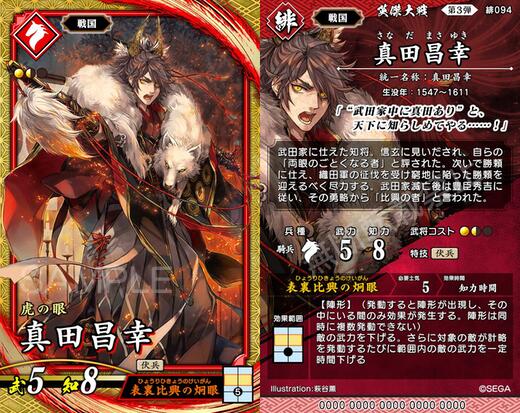 戦国
虎の眼
真田昌幸
伏兵
武5 知8
ひょうりひきょうのけいがん
表裏比興の炯眼
5
SAMPLE
緋
戦国
英傑大戦
第3弾
緋094
さなだ まさゆき
真田昌幸
統一名称:真田昌幸
生没年:1547~1611
「“武田家中に真田あり”と、
天下に知らしめてやる……!」
武田家に仕えた知将。信玄に見いだされ、自らの
「両眼のごとくなる者」と評された。次いで勝頼
に仕え、織田軍の征伐を受け窮地に陥った勝頼を
迎えるべく尽力する。武田家滅亡後は豊臣秀吉に
従い、その勇略から「比興の者」と言われた。
兵種 武力 知力 武将コスト
騎兵 5 8 特技 伏兵
ひょうりひきょうのけいがん 必要士気 効果時間
表裏比興の炯眼 5 知力時間
効果範囲
【陣形】(発動すると陣形が出現し、その
中にいる間のみ効果が発生する。陣形は同
時に複数発動できない)
敵の武力を下げる。さらに対象の敵が計略
を発動するたびに範囲内の敵の武力を一定
時間下げる
Illustration:萩谷薫
©SEGA
0000 0000 0000 0000 0000